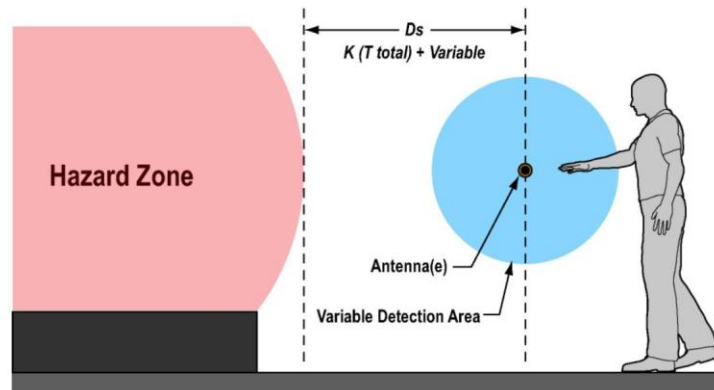 Ds
K (T total) + Variable
Hazard Zone
Antenna(e)
Variable Detection Area